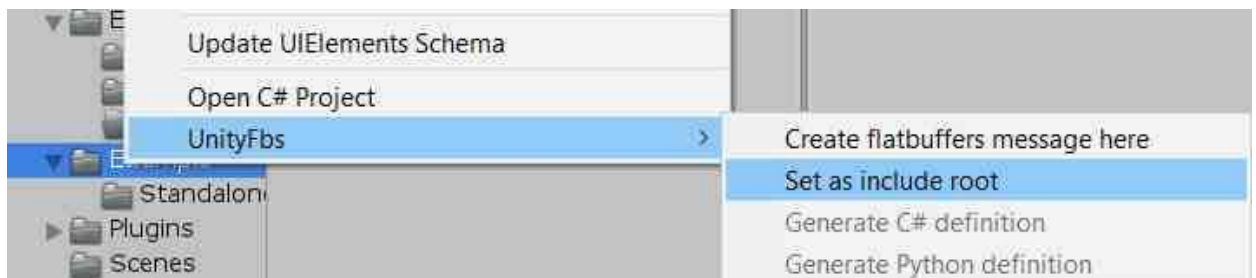 Update UIElements Schema
Open C# Project
UnityFbs
Create flatbuffers message here
Set as include root
Generate C# definition
Generate Python definition
Standalon
Plugins
Scenes